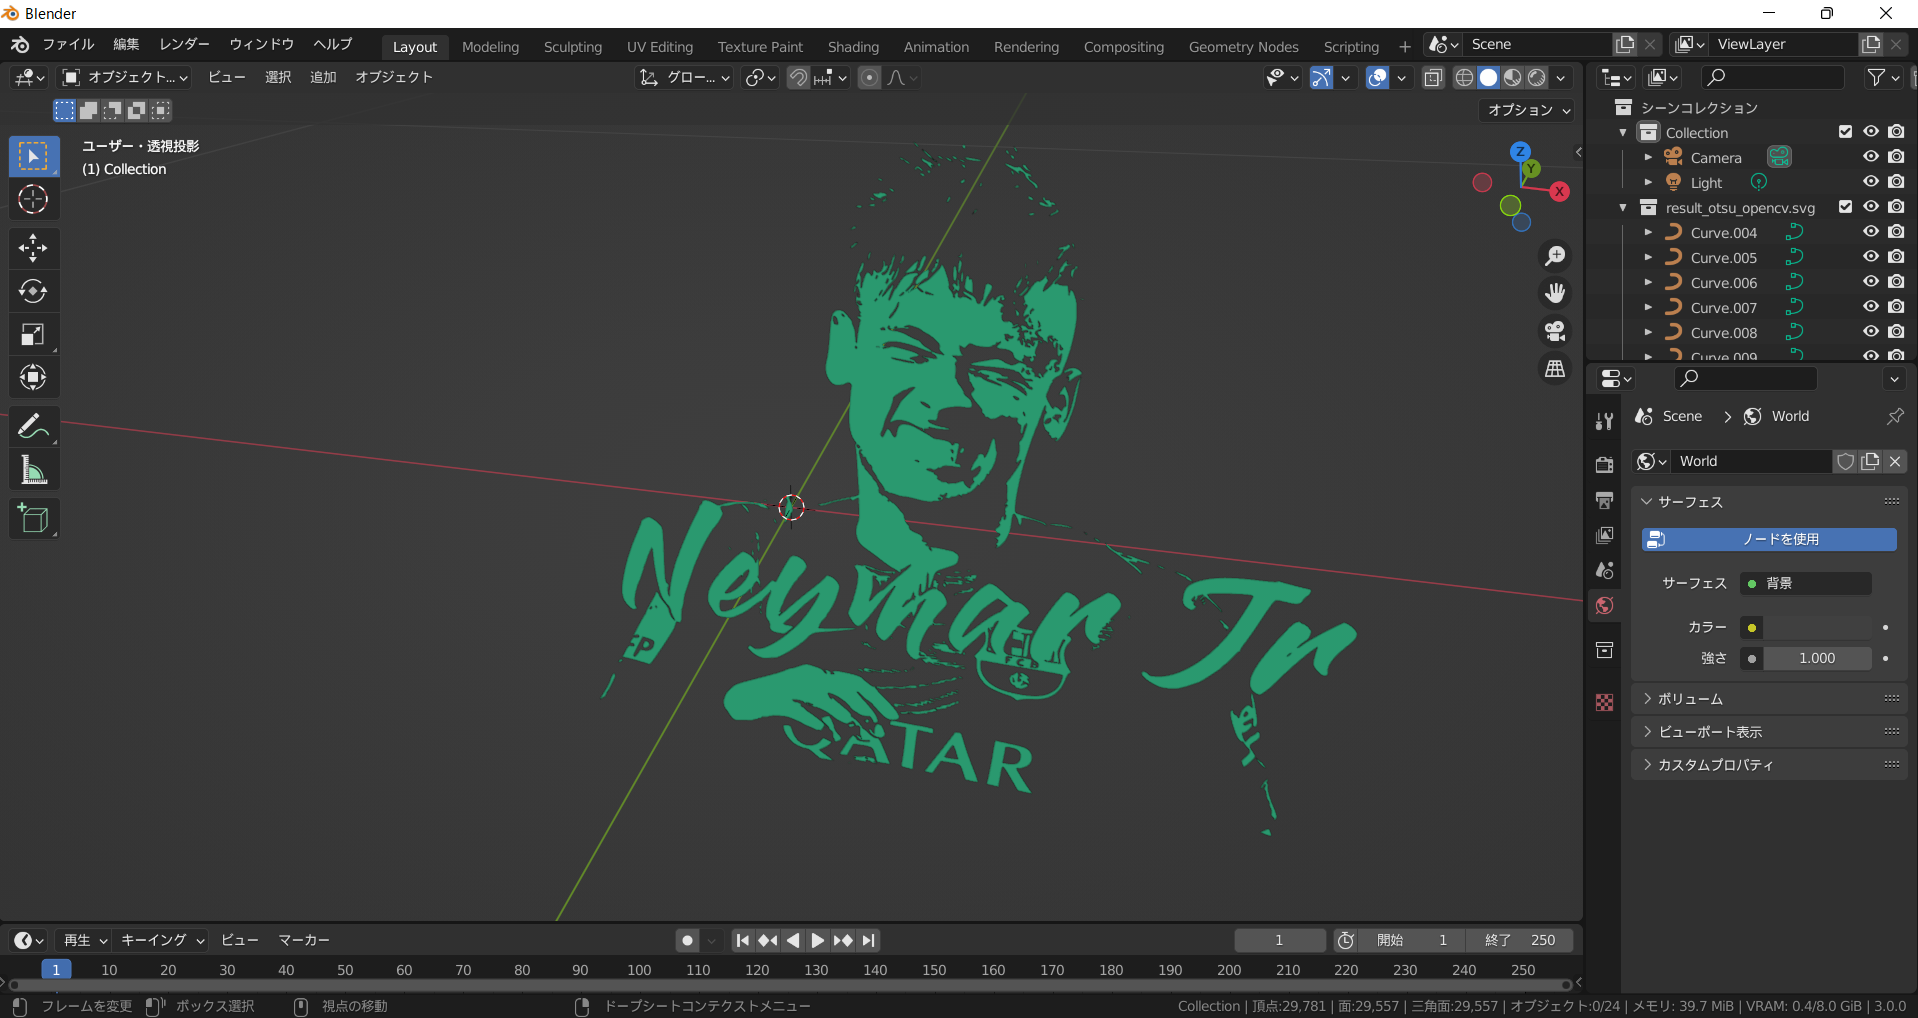 Blender
ファイル 編集 レンダー ウィンドウ ヘルプ Layout Modeling Sculpting UV Editing Texture Paint Shading Animation Rendering Compositing Geometry Nodes Scripting + Scene ViewLayer
オブジェクト... ビュー 選択 追加 オブジェクト グロー...
オプション
ユーザー・透視投影
(1) Collection
Z
Y
X
シーンコレクション
Collection
Camera
Light
result_otsu_opencv.svg
Curve.004
Curve.005
Curve.006
Curve.007
Curve.008
Curve.009
Scene > World
World
サーフェス
ノードを使用
サーフェス 背景
カラー
強さ 1.000
ボリューム
ビューポート表示
カスタムプロパティ
Neymar Jr
FCB
QATAR
再生 キーイング ビュー マーカー 1 開始 1 終了 250
1 10 20 30 40 50 60 70 80 90 100 110 120 130 140 150 160 170 180 190 200 210 220 230 240 250
フレームを変更 ボックス選択 視点の移動 ドープシートコンテクストメニュー Collection | 頂点:29,781 | 面:29,557 | 三角面:29,557 | オブジェクト:0/24 | メモリ: 39.7 MiB | VRAM: 0.4/8.0 GiB | 3.0.0